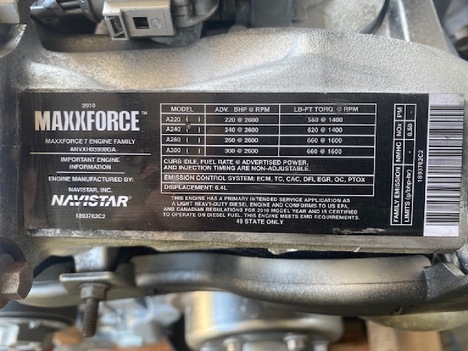 2010
MAXXFORCE
MAXXFORCE 7 ENGINE FAMILY
IMPORTANT ENGINE
INFORMATION
ENGINE MANUFACTURED BY:
NAVISTAR, INC.
NAVISTAR
1893762C2
MODEL ADV. BHP @ RPM LB-FT TORQ. @ RPM
A220 ( ) 220 @ 2600 560 @ 1400
A240 ( ) 240 @ 2600 620 @ 1400
A260 ( ) 260 @ 2600 660 @ 1600
A300 ( ) 300 @ 2600 660 @ 1600
CURB IDLE, FUEL RATE @ ADVERTISED POWER,
AND INJECTION TIMING ARE NON-ADJUSTABLE.
EMISSION CONTROL SYSTEM: ECM, TC, CAC, DFI, EGR, OC, PTOX
DISPLACEMENT: 6.4L
THIS ENGINE HAS A PRIMARY INTENDED SERVICE APPLICATION AS
A LIGHT HEAVY-DUTY DIESEL ENGINE AND CONFORMS TO US EPA
AND CANADIAN REGULATIONS FOR 2010 MODEL YEAR AND IS CERTIFIED
TO OPERATE ON DIESEL FUEL. THIS ENGINE MEETS EMD REQUIREMENTS.
49 STATE ONLY
FAMILY EMISSION NMHC NOx PM
LIMITS (g/bhp-hr) - 0.50 -
1893762C2